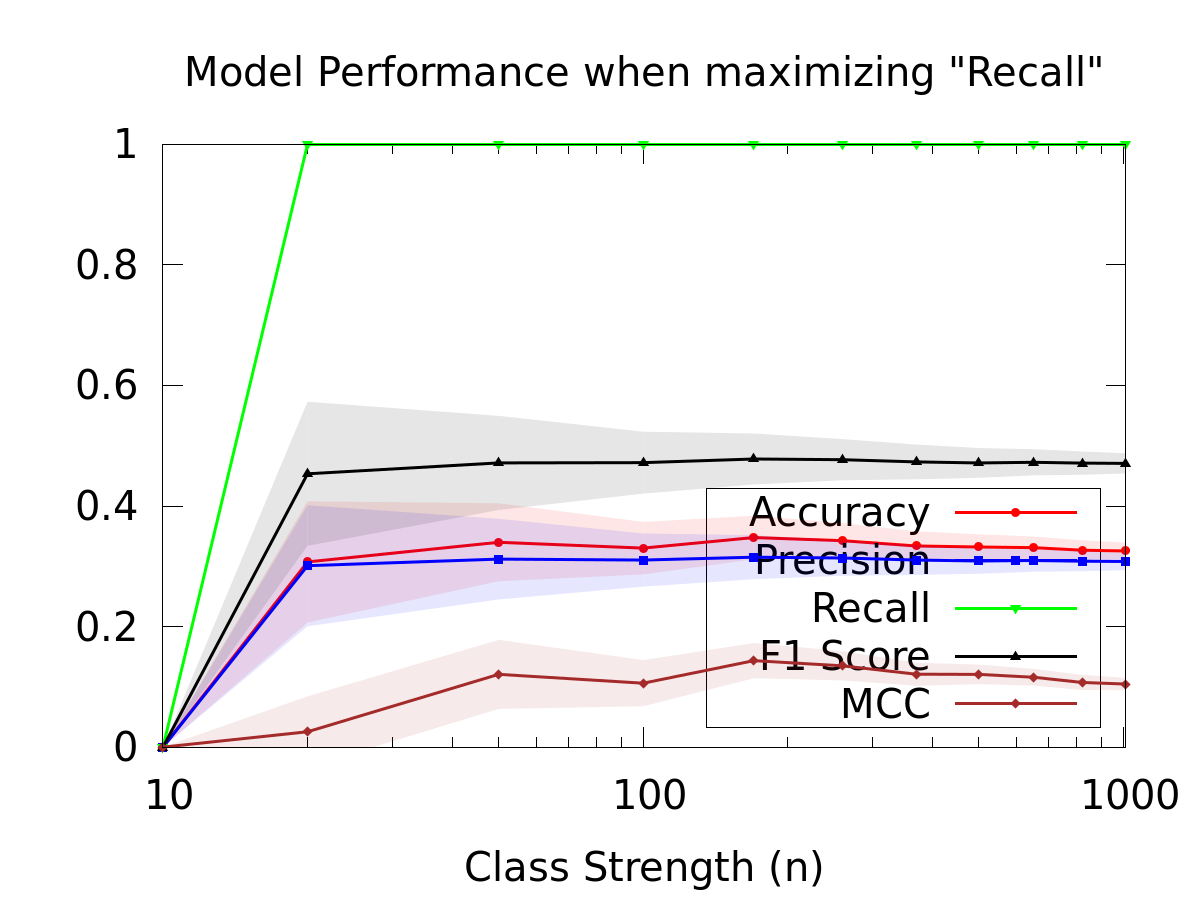 Model Performance when maximizing "Recall"
1
0.8
0.6
0.4
0.2
0
10 100 1000
Accuracy
Precision
Recall
F1 Score
MCC
Class Strength (n)